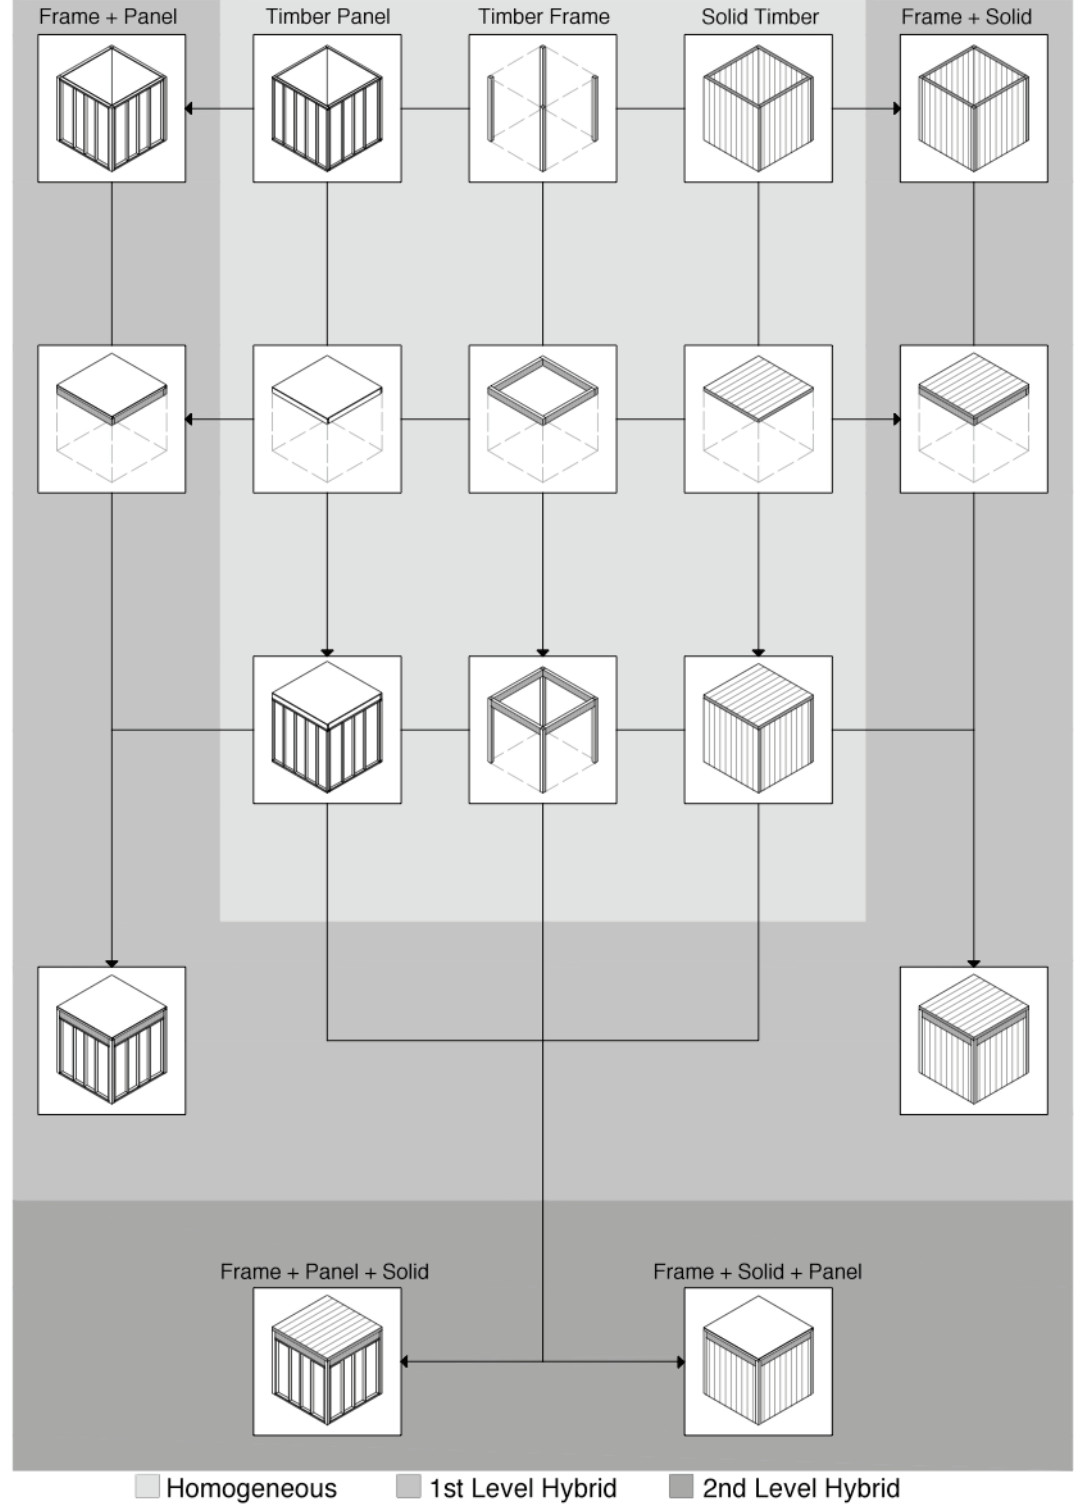 Frame + Panel
Timber Panel
Timber Frame
Solid Timber
Frame + Solid
Frame + Panel + Solid
Frame + Solid + Panel
Homogeneous
1st Level Hybrid
2nd Level Hybrid